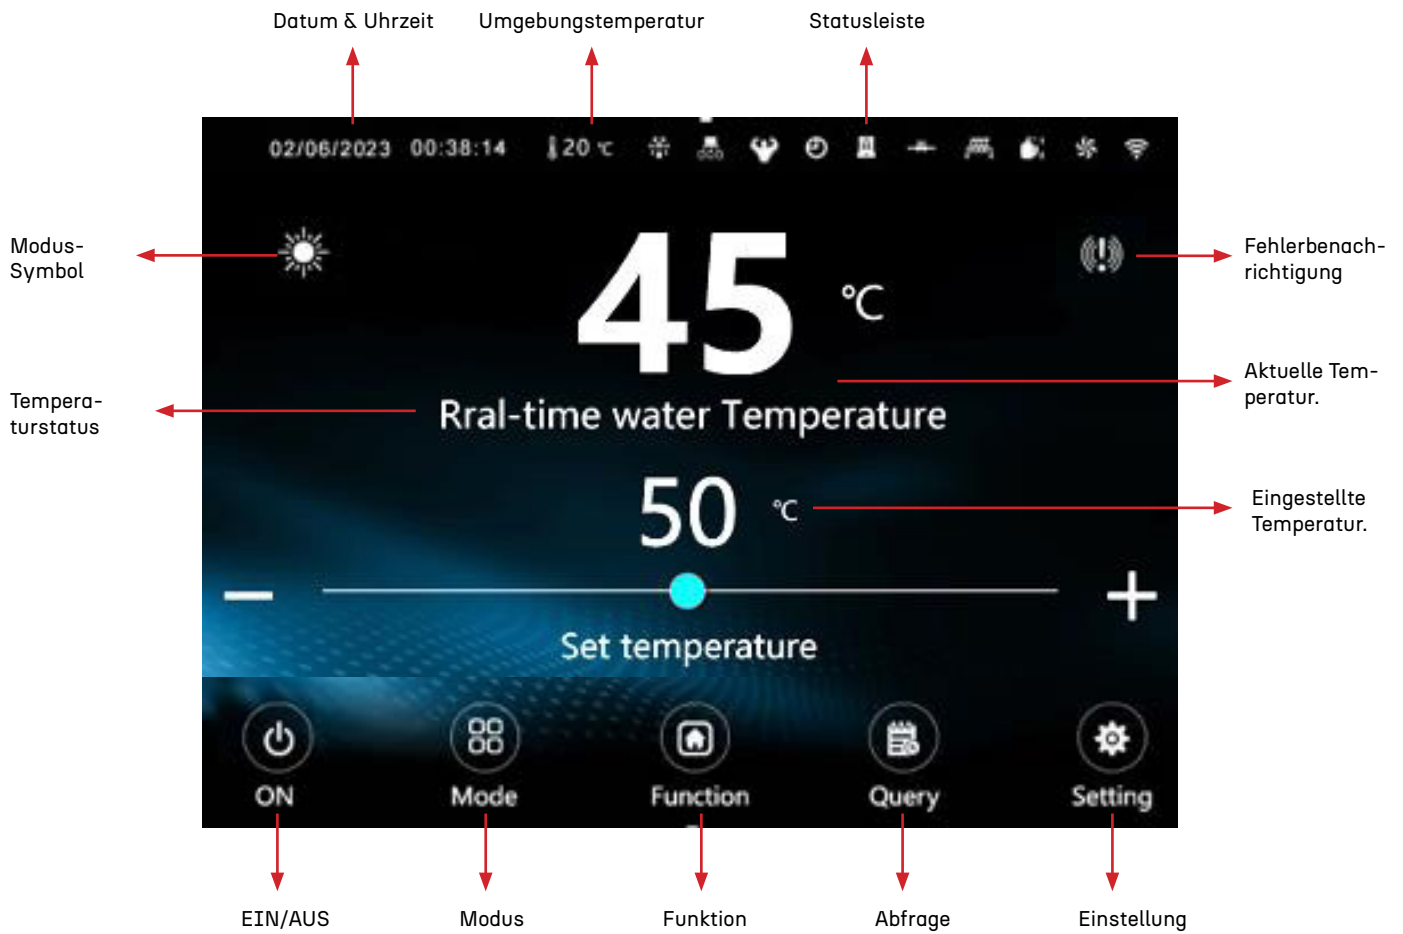 Datum & Uhrzeit
Umgebungstemperatur
Statusleiste
02/06/2023 00:38:14 20 ℃
Modus-
Symbol
45 °C
Fehlerbenach-
richtigung
Aktuelle Tem-
peratur.
Tempera-
turstatus
Rral-time water Temperature
50 °C
Eingestellte
Temperatur.
Set temperature
ON
Mode
Function
Query
Setting
EIN/AUS
Modus
Funktion
Abfrage
Einstellung